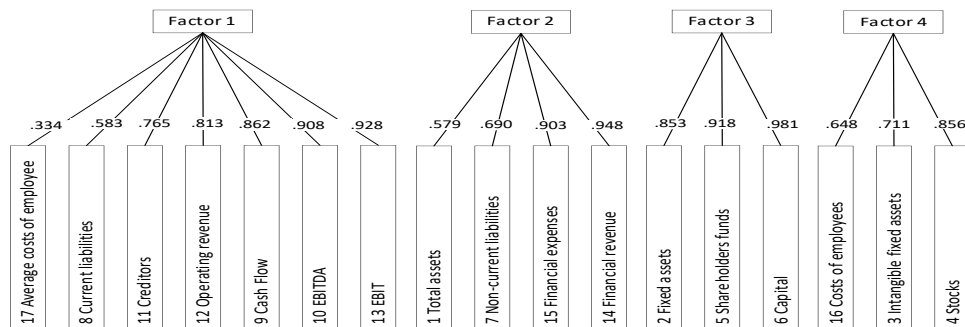 Factor 1
Factor 2
Factor 3
Factor 4
.334
.583
.765
.813
.862
.908
.928
.579
.690
.903
.948
.853
.918
.981
.648
.711
.856
17 Average costs of employee
8 Current liabilities
11 Creditors
12 Operating revenue
9 Cash Flow
10 EBITDA
13 EBIT
1 Total assets
7 Non-current liabilities
15 Financial expenses
14 Financial revenue
2 Fixed assets
5 Shareholders funds
6 Capital
16 Costs of employees
3 Intangible fixed assets
4 Stocks